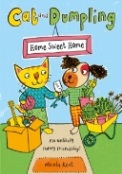 Cat and Dumpling
Home Sweet Home
nicola kent